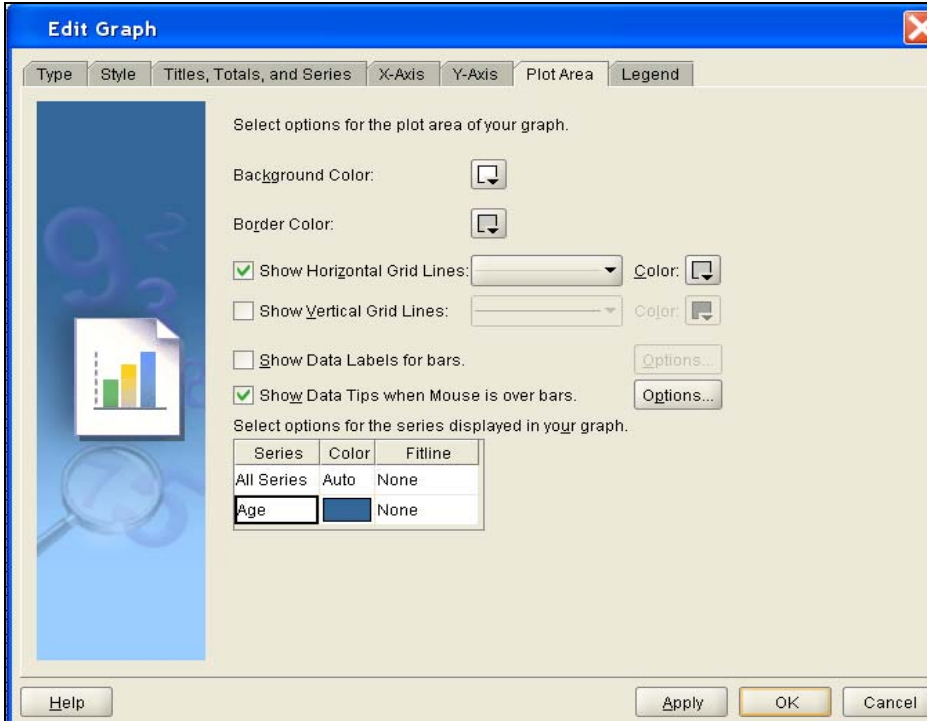 Edit Graph
Type Style Titles, Totals, and Series X-Axis Y-Axis Plot Area Legend
Select options for the plot area of your graph.
Background Color:
Border Color:
Show Horizontal Grid Lines: Color:
Show Vertical Grid Lines: Color:
Show Data Labels for bars. Options...
Show Data Tips when Mouse is over bars. Options...
Select options for the series displayed in your graph.
Series Color Fitline
All Series Auto None
Age None
Help Apply OK Cancel